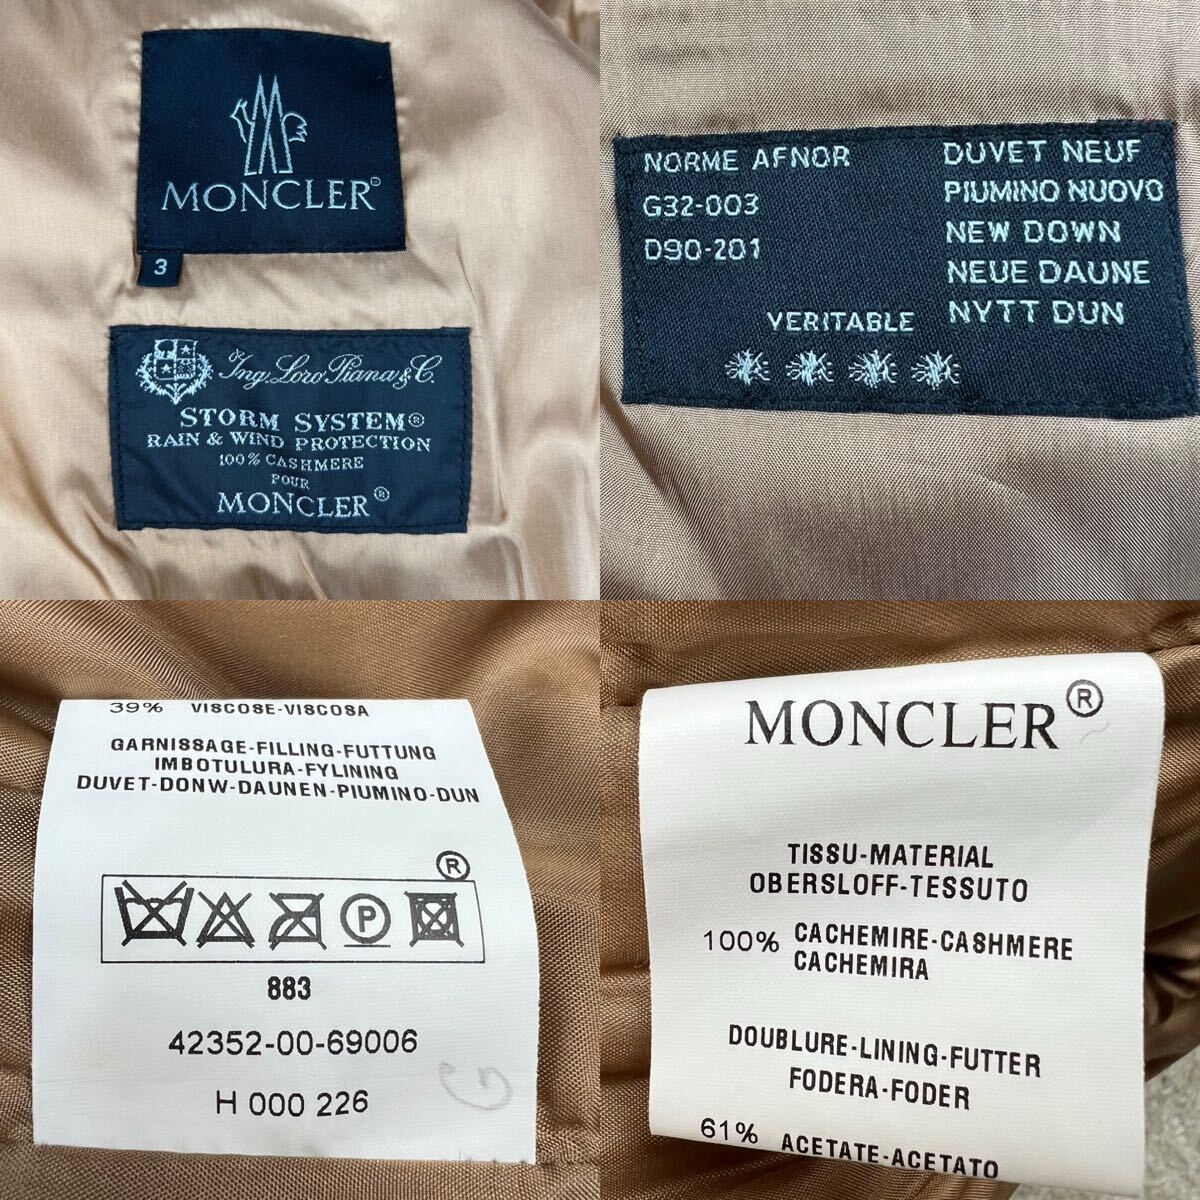 MONCLER®
3
Ing. Loro Piana & C.
STORM SYSTEM®
RAIN & WIND PROTECTION
100% CASHMERE
POUR
MONCLER®
NORME AFNOR
G32-003
D90-201
DUVET NEUF
PIUMINO NUOVO
NEW DOWN
NEUE DAUNE
NYTT DUN
VERITABLE
39% VISCOSE-VISCOSA
GARNISSAGE-FILLING-FUTTUNG
IMBOTULURA-FYLINING
DUVET-DONW-DAUNEN-PIUMINO-DUN
®
P
883
42352-00-69006
H 000 226
G
MONCLER®
TISSU-MATERIAL
OBERSLOFF-TESSUTO
100% CACHEMIRE-CASHMERE
CACHEMIRA
DOUBLURE-LINING-FUTTER
FODERA-FODER
61% ACETATE-ACETATO